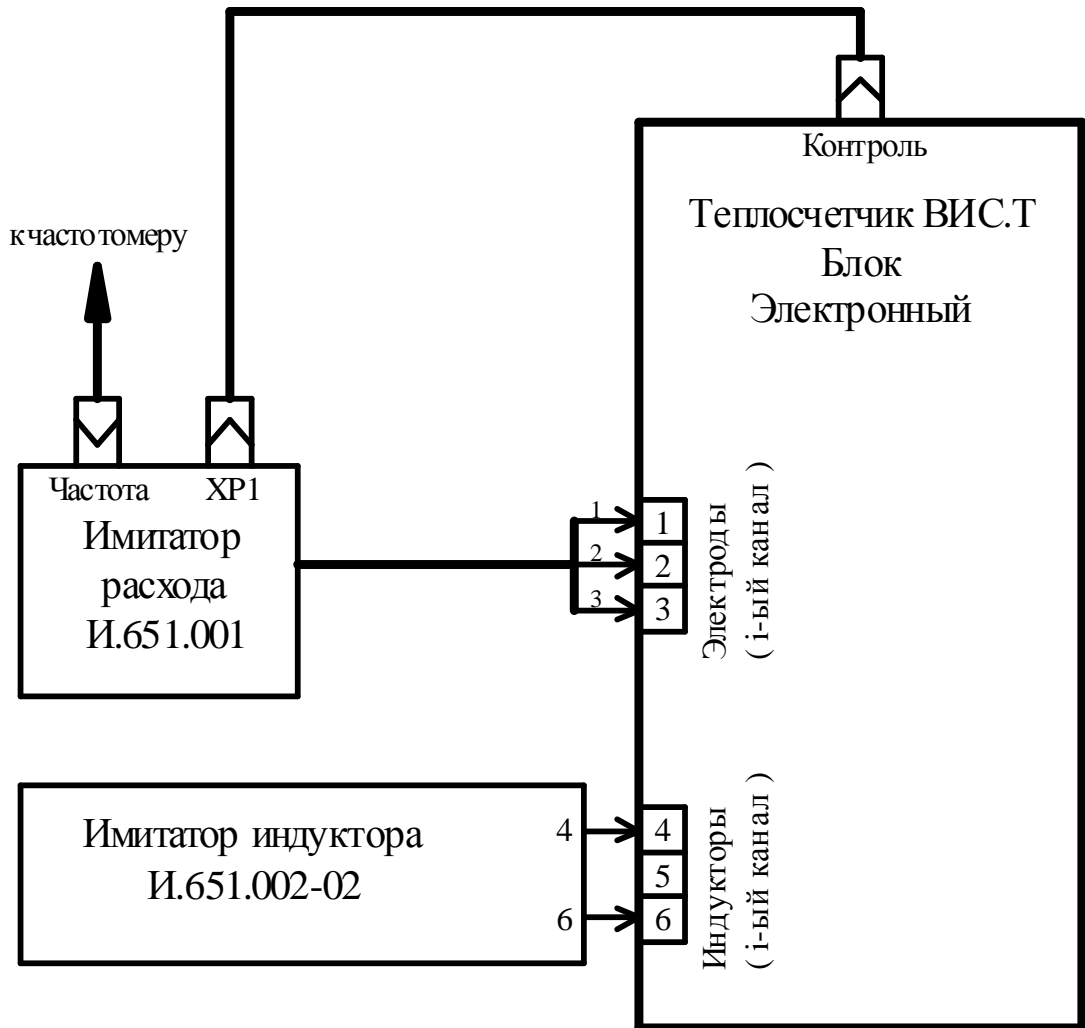 Контроль
Теплосчетчик ВИС.Т
Блок
Электронный
к частотомеру
Частота
ХР1
Имитатор
расхода
И.651.001
1
2
3
1
2
3
Электроды
( i-ый канал )
Имитатор индуктора
И.651.002-02
4
6
4
5
6
Индукторы
( i-ый канал )